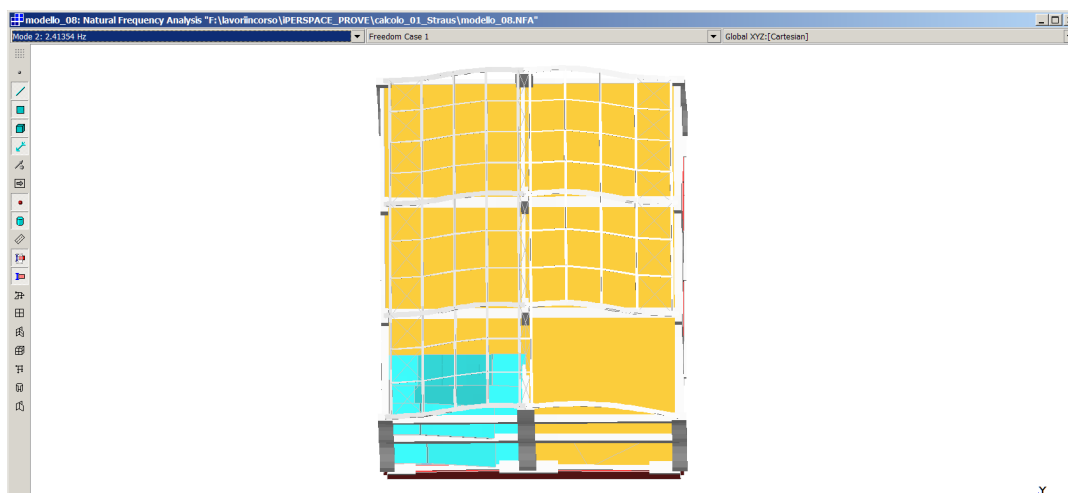 modello_08: Natural Frequency Analysis "F:\lavorincorso\iPERSPACE_PROVE\calcolo_01_Straus\modello_08.NFA"
Mode 2: 2.41354 Hz
Freedom Case 1
Global XYZ:[Cartesian]
Y